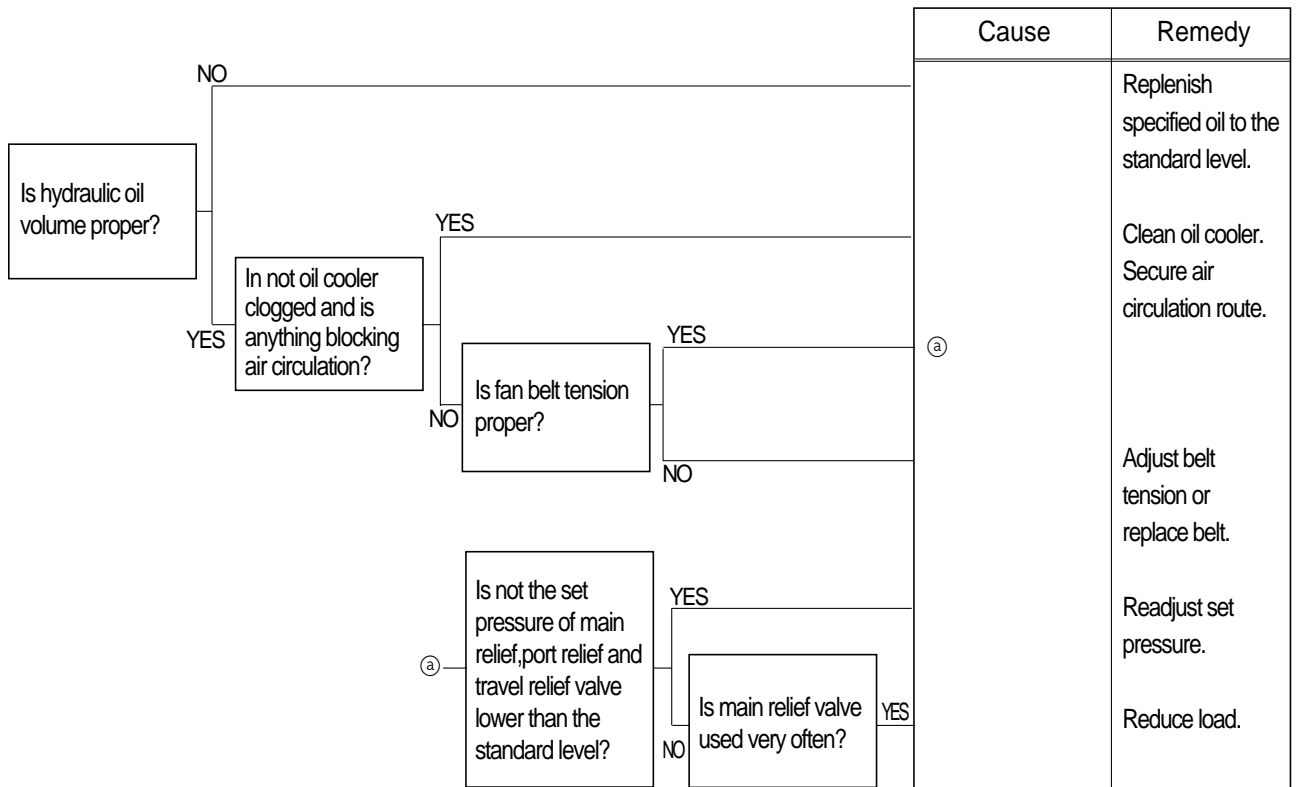 Cause
Remedy
NO
Replenish
specified oil to the
standard level.
Is hydraulic oil
volume proper?
YES
Clean oil cooler.
Secure air
circulation route.
In not oil cooler
clogged and is
anything blocking
air circulation?
YES
YES
ⓐ
Is fan belt tension
proper?
NO
NO
Adjust belt
tension or
replace belt.
Is not the set
pressure of main
relief,port relief and
travel relief valve
lower than the
standard level?
ⓐ
YES
Readjust set
pressure.
Is main relief valve
used very often?
NO
YES
Reduce load.